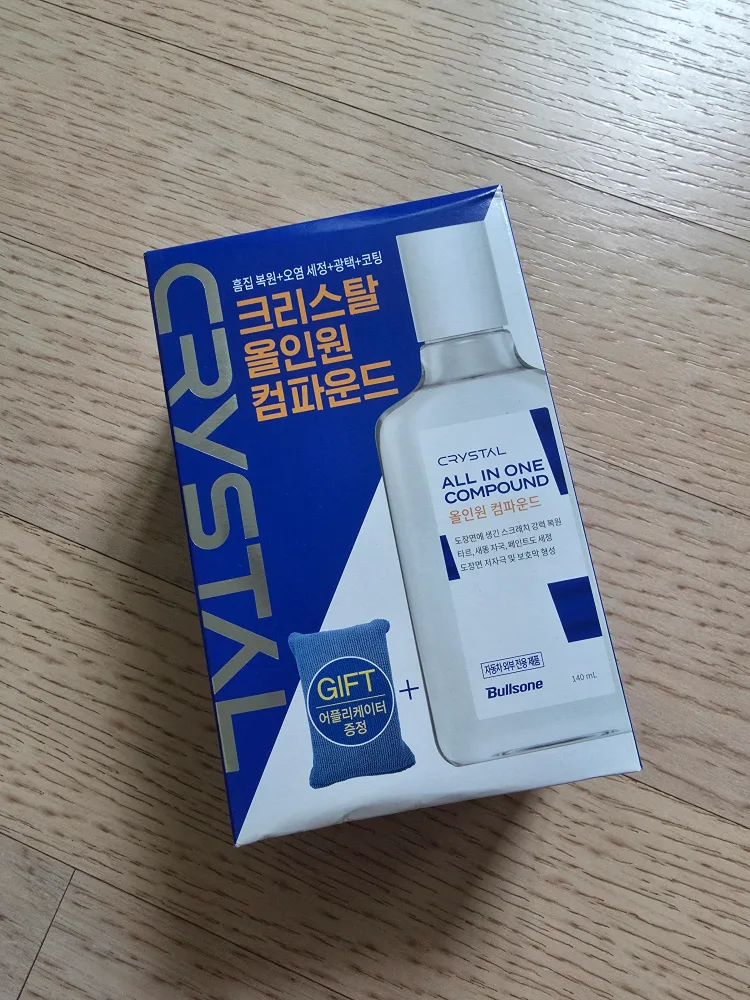 CRYSTAL
흠집 복원+오염 세정+광택+코팅
크리스탈
올인원
컴파운드
CRYSTAL
ALL IN ONE
COMPOUND
올인원 컴파운드
도장면에 생긴 스크래치 강력 복원
타르, 새똥 자국, 페인트도 세정
도장면 저자극 및 보호막 형성
자동차 외부 전용 제품
Bullsone
140 mL
GIFT
어플리케이터
증정
+